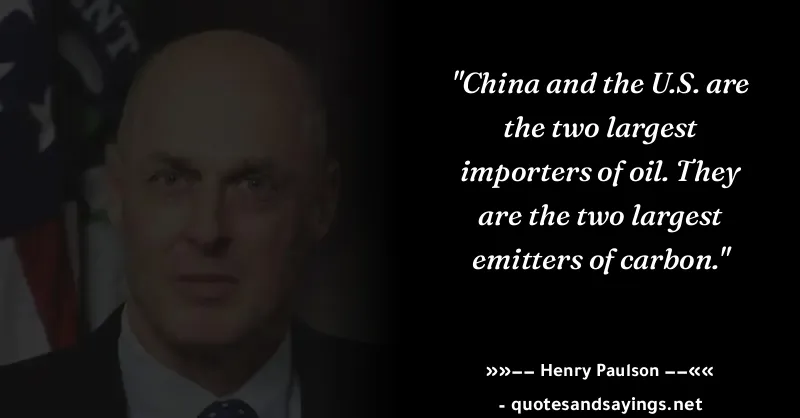 "China and the U.S. are
the two largest
importers of oil. They
are the two largest
emitters of carbon."
»»−− Henry Paulson −−««
- quotesandsayings.net